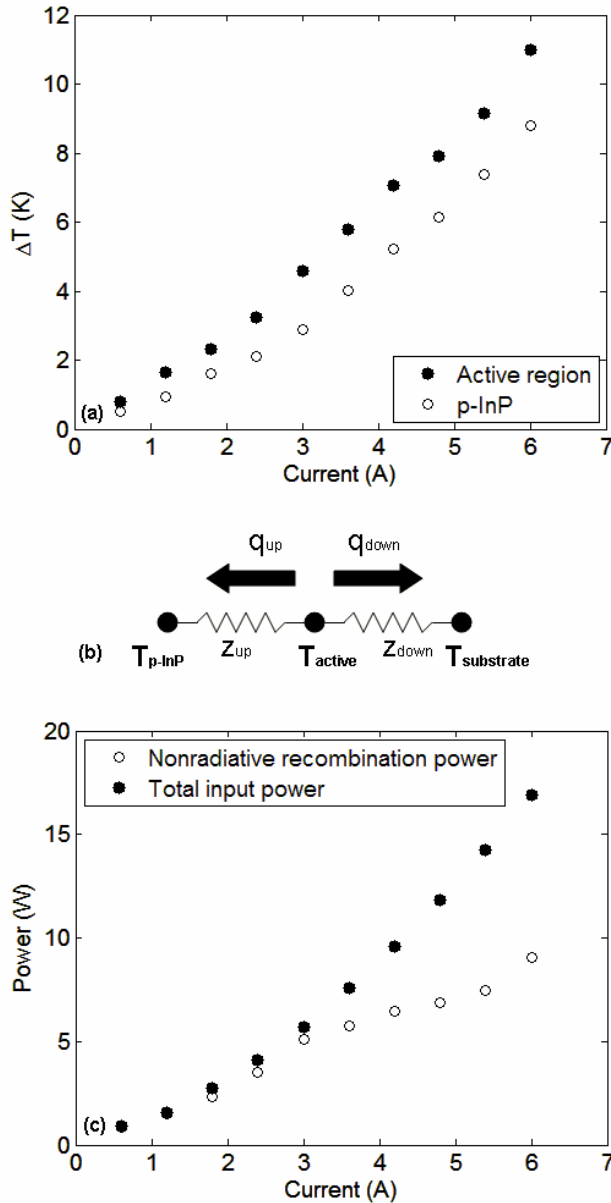 12
10
8
6
4
2
0
ΔT (K)
Active region
p-InP
(a)
0 1 2 3 4 5 6 7
Current (A)
qup qdown
zup zdown
(b) Tp-InP Tactive Tsubstrate
20
15
10
5
0
Power (W)
Nonradiative recombination power
Total input power
(c)
0 1 2 3 4 5 6 7
Current (A)